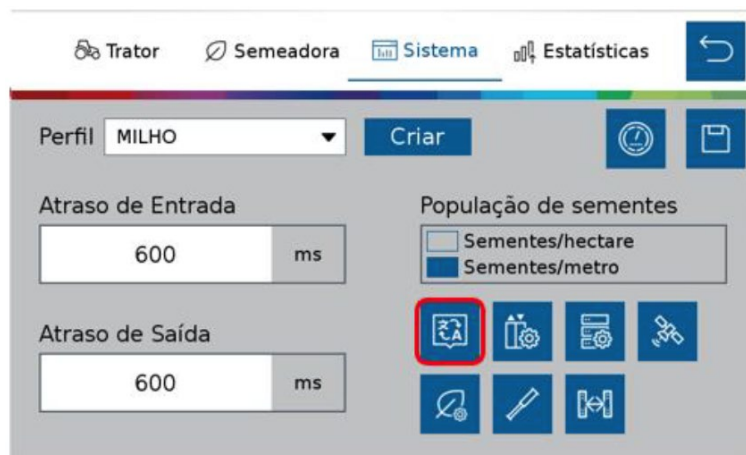 Trator Semeadora Sistema Estatísticas
Perfil MILHO Criar
Atraso de Entrada
600 ms
População de sementes
Sementes/hectare
Sementes/metro
Atraso de Saída
600 ms